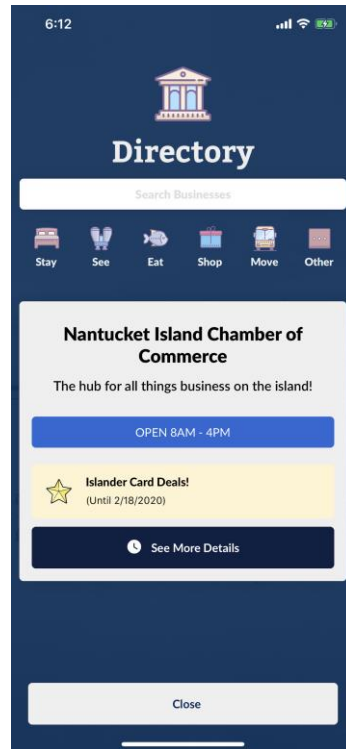 6:12
Directory
Search Businesses
Stay See Eat Shop Move Other
Nantucket Island Chamber of
Commerce
The hub for all things business on the island!
OPEN 8AM - 4PM
Islander Card Deals!
(Until 2/18/2020)
See More Details
Close